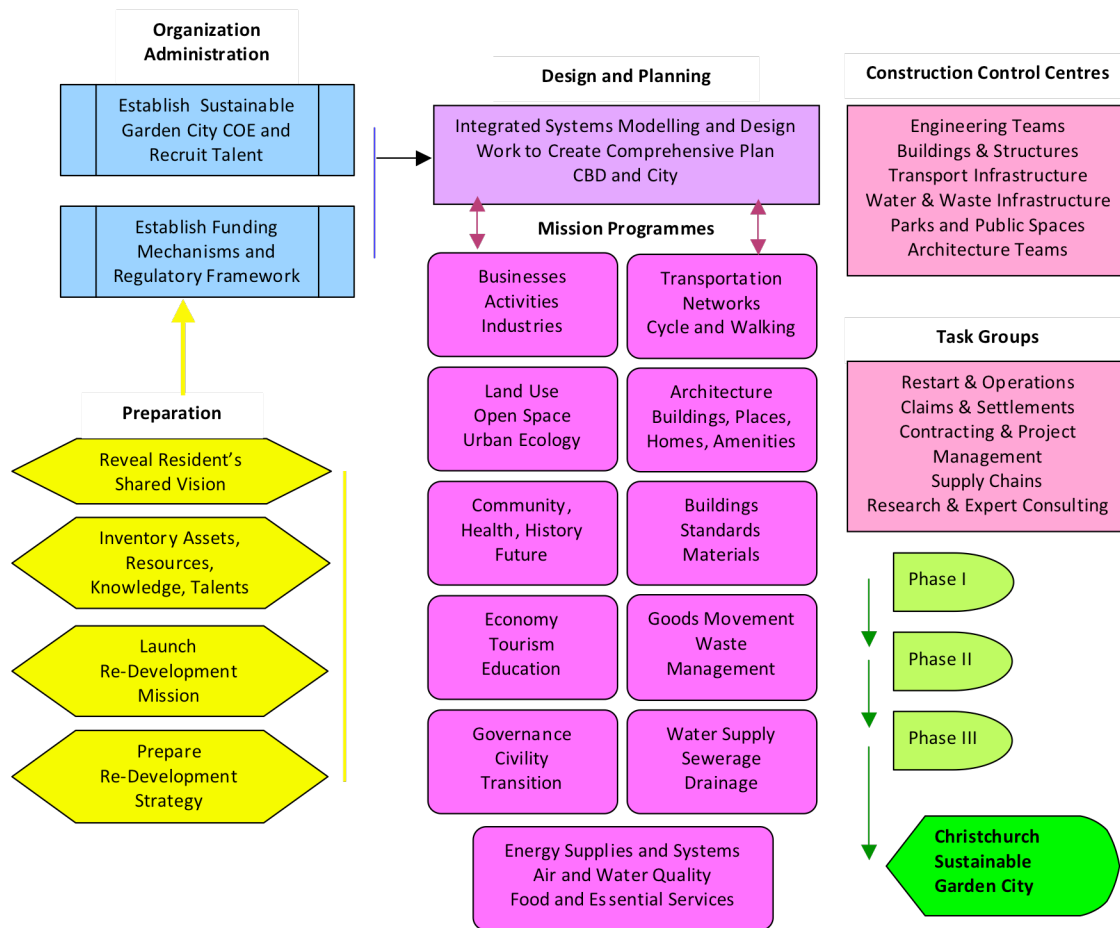 Organization
Administration
Establish Sustainable
Garden City COE and
Recruit Talent
Establish Funding
Mechanisms and
Regulatory Framework
Preparation
Reveal Resident’s
Shared Vision
Inventory Assets,
Resources,
Knowledge, Talents
Launch
Re-Development
Mission
Prepare
Re-Development
Strategy
Design and Planning
Integrated Systems Modelling and Design
Work to Create Comprehensive Plan
CBD and City
Mission Programmes
Businesses
Activities
Industries
Transportation
Networks
Cycle and Walking
Land Use
Open Space
Urban Ecology
Architecture
Buildings, Places,
Homes, Amenities
Community,
Health, History
Future
Buildings
Standards
Materials
Economy
Tourism
Education
Goods Movement
Waste
Management
Governance
Civility
Transition
Water Supply
Sewerage
Drainage
Energy Supplies and Systems
Air and Water Quality
Food and Essential Services
Construction Control Centres
Engineering Teams
Buildings & Structures
Transport Infrastructure
Water & Waste Infrastructure
Parks and Public Spaces
Architecture Teams
Task Groups
Restart & Operations
Claims & Settlements
Contracting & Project
Management
Supply Chains
Research & Expert Consulting
Phase I
Phase II
Phase III
Christchurch
Sustainable
Garden City